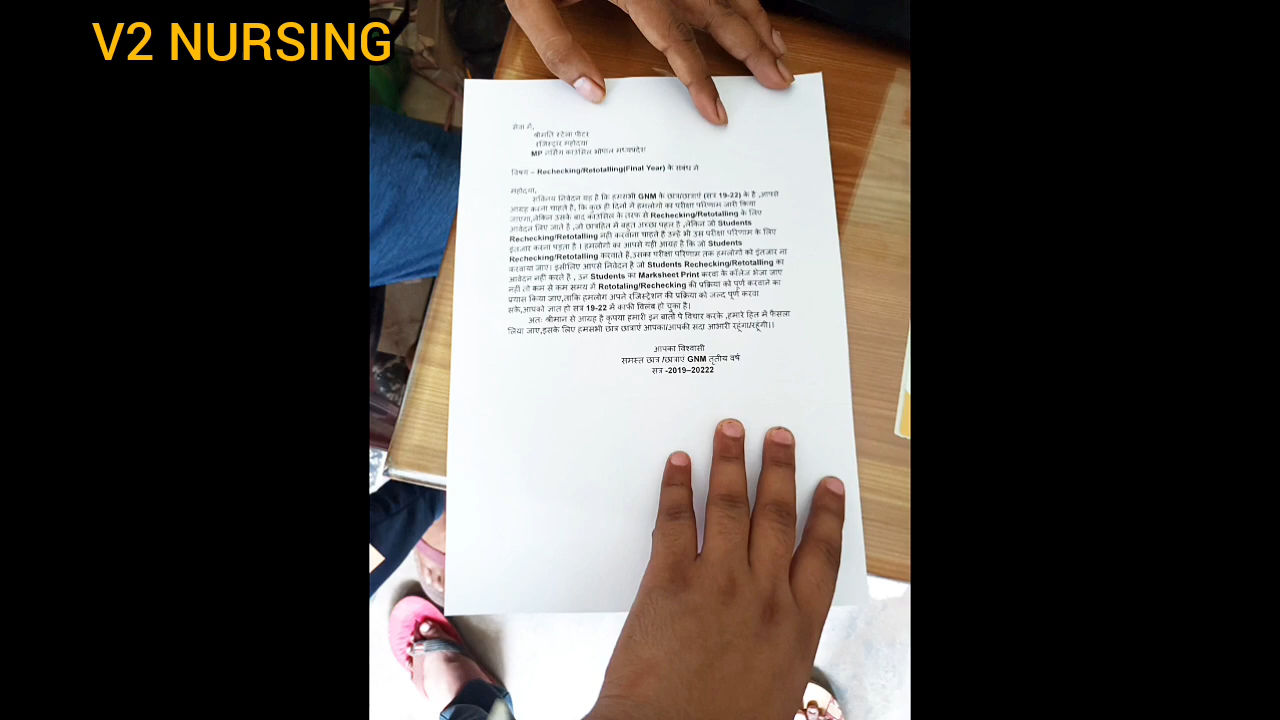 V2 NURSING
सेवा में,
श्रीमति स्टेला पीटर
रजिस्ट्रार महोदया
MP नर्सिंग काउंसिल भोपाल मध्यप्रदेश
विषय – Rechecking/Retotalling(Final Year) के संबंध में
महोदया,
सविनय निवेदन यह है कि हमसभी GNM के छात्र/छात्राएं (सत्र 19-22) के है ,आपसे
आग्रह करना चाहते है, कि कुछ ही दिनों में हमलोगों का परीक्षा परिणाम जारी किया
जाएगा,लेकिन उसके बाद काउंसिल के तरफ से Rechecking/Retotalling के लिए
आवेदन लिए जाते है ,जो छात्रहित में बहुत अच्छा पहल है ,लेकिन जो Students
Rechecking/Retotalling नही करवाना चाहते है उन्हें भी उस परीक्षा परिणाम के लिए
इंतजार करना पड़ता है । हमलोगों का आपसे यही आग्रह है कि जो Students
Rechecking/Retotalling करवाते है,उसका परीक्षा परिणाम तक हमलोगों को इंतजार ना
करवाया जाए। इसीलिए आपसे निवेदन है जो Students Rechecking/Retotalling का
आवेदन नहीं करते है , उन Students का Marksheet Print करवा के कॉलेज भेजा जाए
नहीं तो कम से कम समय में Retotaling/Rechecking की प्रक्रिया को पूर्ण करवाने का
प्रयास किया जाए,ताकि हमलोग अपने रजिस्ट्रेशन की प्रक्रिया को जल्द पूर्ण करवा
सकें,आपको ज्ञात हो सत्र 19-22 में काफी विलंब हो चुका है।
अतः श्रीमान से आग्रह है कृपया हमारी इन बातों पे विचार करके ,हमारे हित में फैसला
लिया जाए,इसके लिए हमसभी छात्र छात्राएं आपका/आपकी सदा आभारी रहूंगा/रहूंगी।।
आपका विश्वासी
समस्त छात्र /छात्राएं GNM तृतीय वर्ष
सत्र -2019–20222